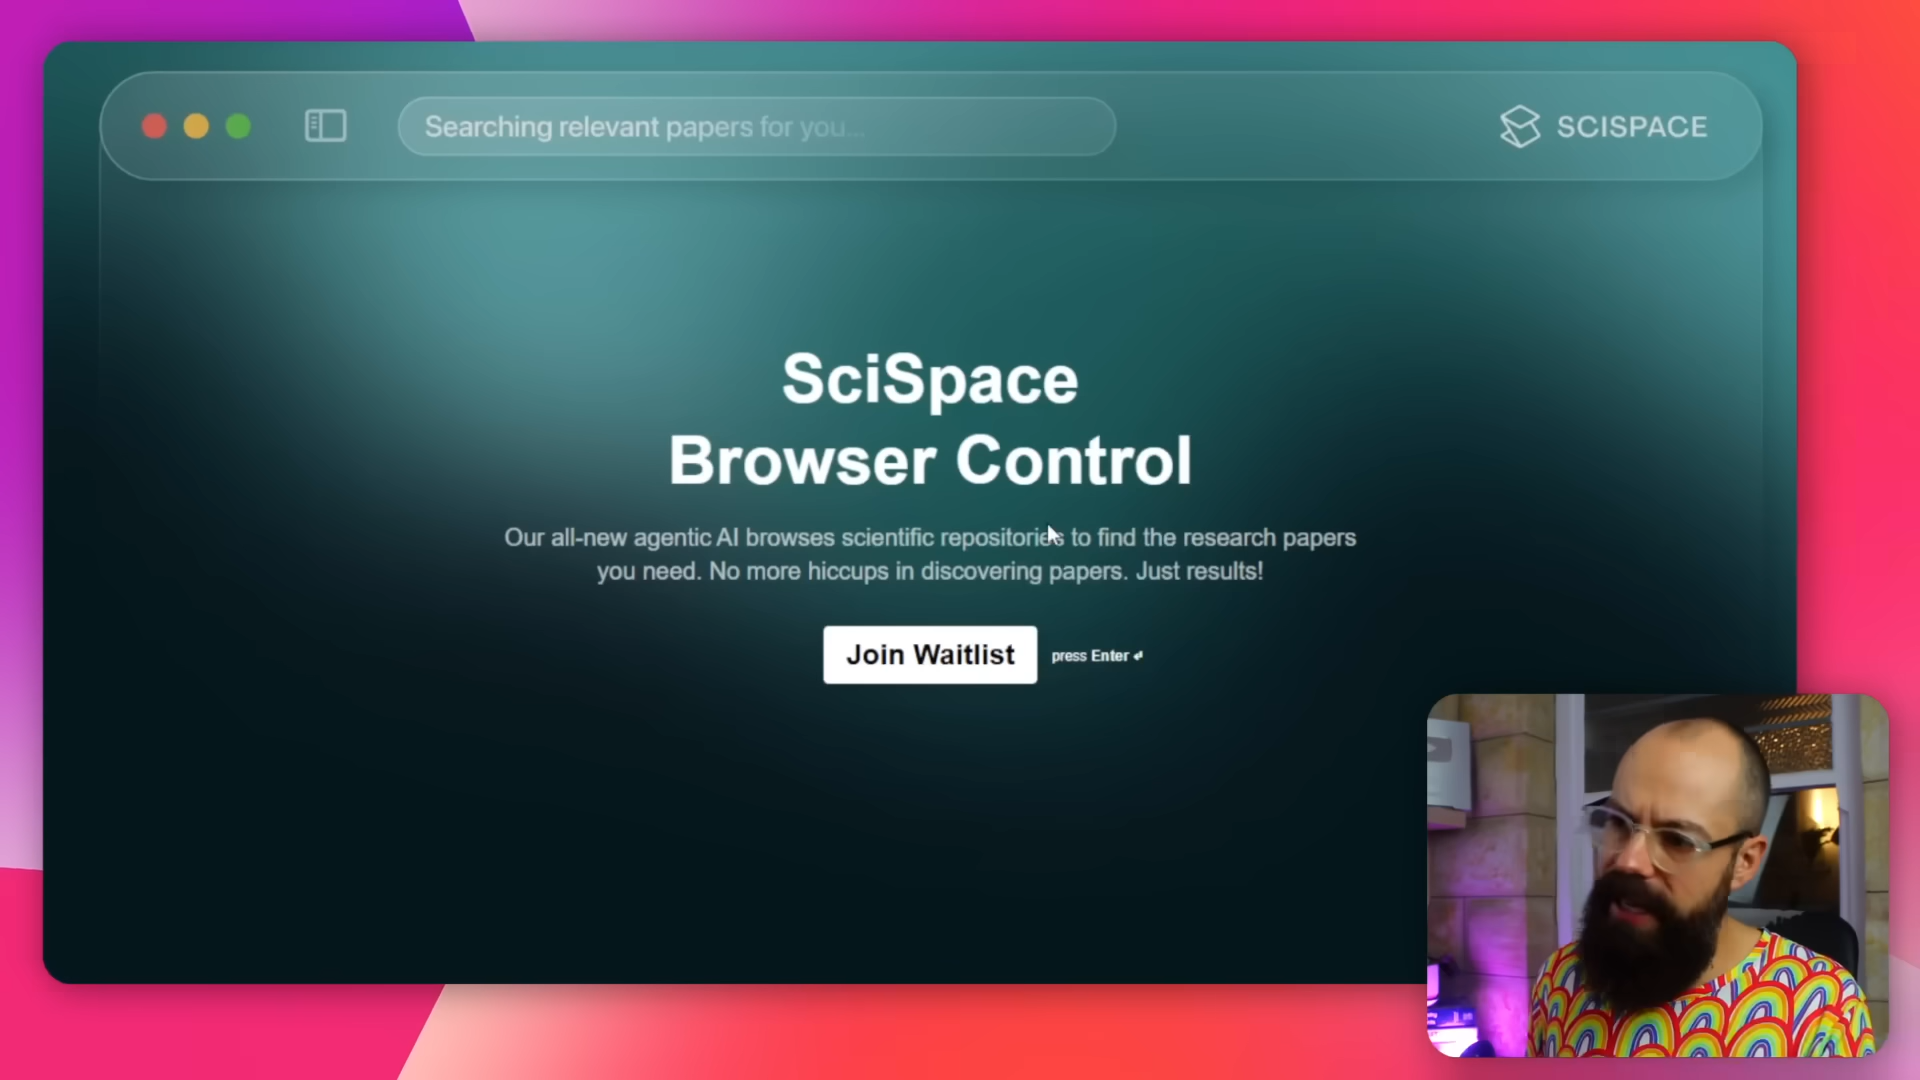 Searching relevant papers for you...
SCISPACE
SciSpace
Browser Control
Our all-new agentic AI browses scientific repositories to find the research papers
you need. No more hiccups in discovering papers. Just results!
Join Waitlist
press Enter ↵